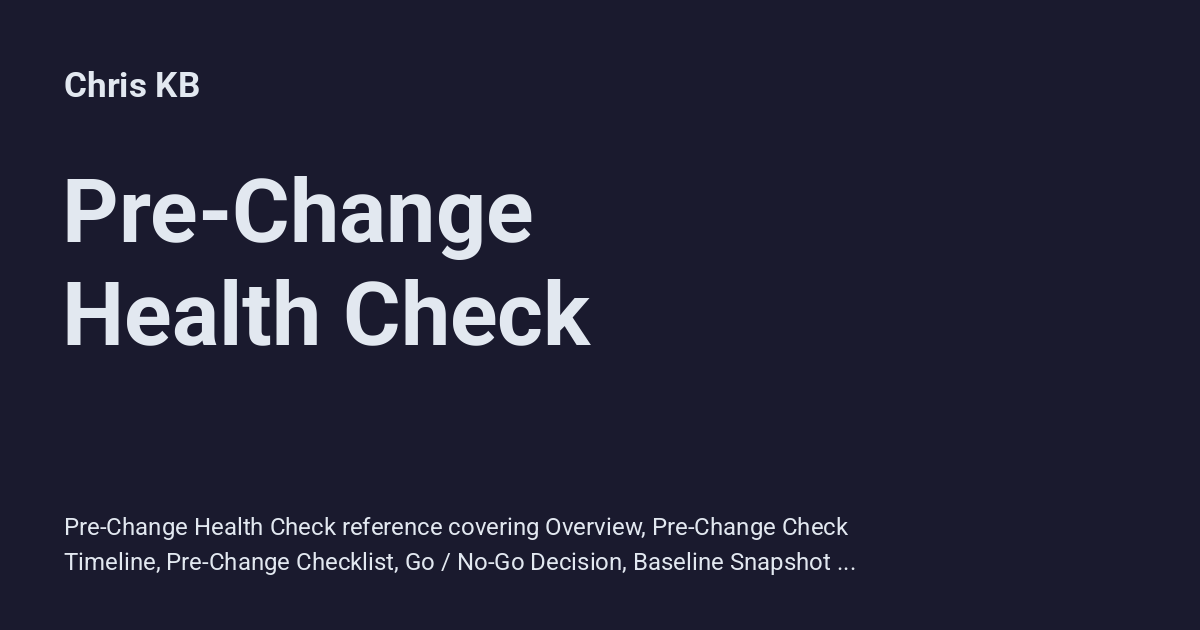 Chris KB
Pre-Change
Health Check
Pre-Change Health Check reference covering Overview, Pre-Change Check
Timeline, Pre-Change Checklist, Go / No-Go Decision, Baseline Snapshot ...